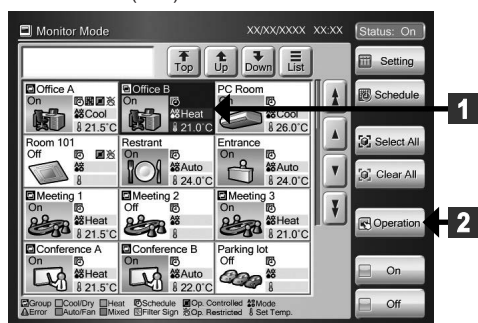 Monitor Mode XX/XX/XXXX XX:XX Status: On
Top Up Down List
Setting
Schedule
Select All
Clear All
Operation
On
Off
Office A
On
Cool
21.5°C
Office B
On
Heat
21.0°C
PC Room
On
Cool
26.0°C
Room 101
Off
Restrant
On
Auto
24.0°C
Entrance
On
Auto
24.0°C
Meeting 1
On
Heat
21.5°C
Meeting 2
Off
Meeting 3
On
Heat
21.0°C
Conference A
On
Heat
21.5°C
Conference B
On
Auto
22.0°C
Parking lot
Off
Group Cool/Dry Heat Schedule Op. Controlled Mode
Error Auto/Fan Mixed Filter Sign Op. Restricted Set Temp.
1
2